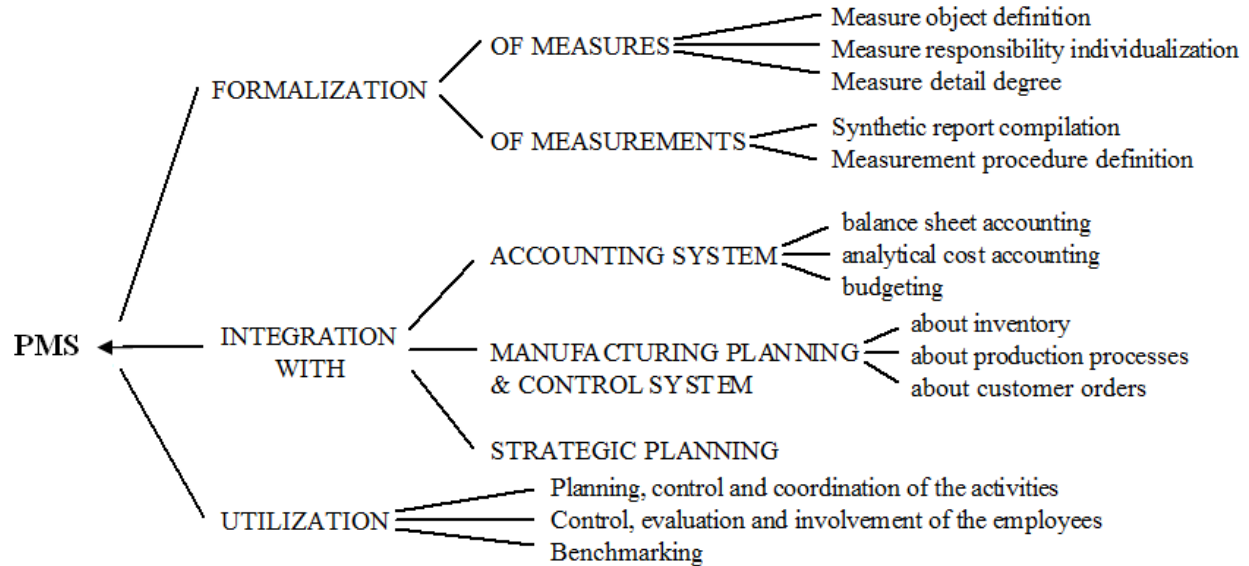 Measure object definition
OF MEASURES
Measure responsibility individualization
Measure detail degree
FORMALIZATION
OF MEASUREMENTS
Synthetic report compilation
Measurement procedure definition
balance sheet accounting
ACCOUNTING SYSTEM
analytical cost accounting
budgeting
PMS
INTEGRATION
WITH
MANUFACTURING PLANNING
& CONTROL SYSTEM
about inventory
about production processes
about customer orders
STRATEGIC PLANNING
UTILIZATION
Planning, control and coordination of the activities
Control, evaluation and involvement of the employees
Benchmarking